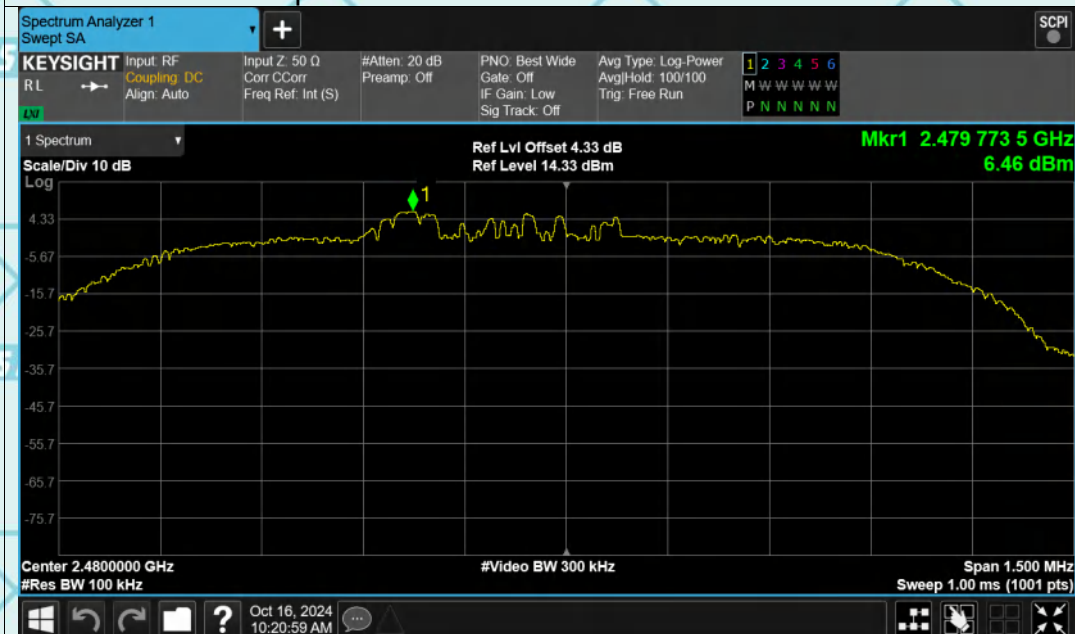 Spectrum Analyzer 1
Swept SA
+
SCPI
KEYSIGHT
R L
LXI
Input: RF
Coupling: DC
Align: Auto
Input Z: 50 Ω
Corr CCorr
Freq Ref: Int (S)
#Atten: 20 dB
Preamp: Off
PNO: Best Wide
Gate: Off
IF Gain: Low
Sig Track: Off
Avg Type: Log-Power
Avg|Hold: 100/100
Trig: Free Run
1 2 3 4 5 6
M W W W W W
P N N N N N
1 Spectrum
Scale/Div 10 dB
Ref Lvl Offset 4.33 dB
Ref Level 14.33 dBm
Mkr1 2.479 773 5 GHz
6.46 dBm
Log
1
4.33
-5.67
-15.7
-25.7
-35.7
-45.7
-55.7
-65.7
-75.7
Center 2.4800000 GHz
#Res BW 100 kHz
#Video BW 300 kHz
Span 1.500 MHz
Sweep 1.00 ms (1001 pts)
?
Oct 16, 2024
10:20:59 AM